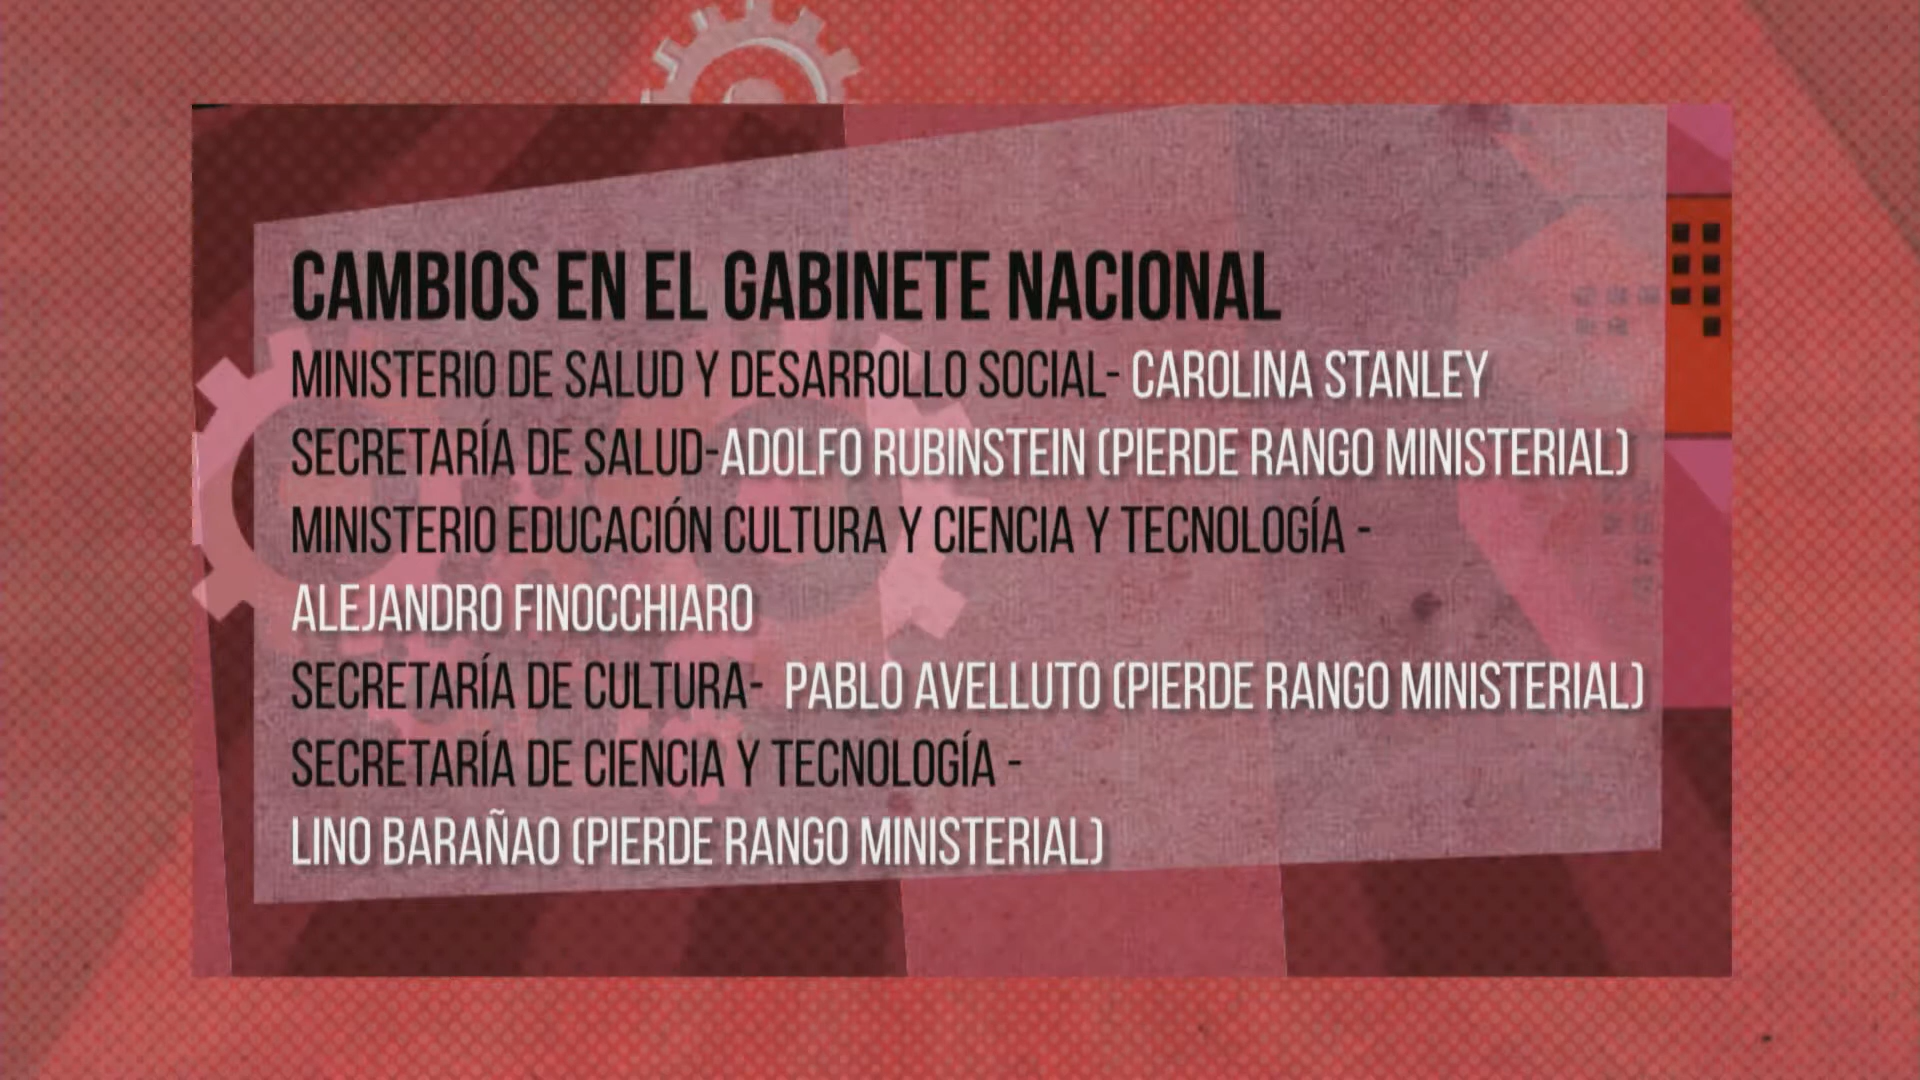 CAMBIOS EN EL GABINETE NACIONAL
MINISTERIO DE SALUD Y DESARROLLO SOCIAL- CAROLINA STANLEY
SECRETARÍA DE SALUD-ADOLFO RUBINSTEIN (PIERDE RANGO MINISTERIAL)
MINISTERIO EDUCACIÓN CULTURA Y CIENCIA Y TECNOLOGÍA -
ALEJANDRO FINOCCHIARO
SECRETARÍA DE CULTURA- PABLO AVELLUTO (PIERDE RANGO MINISTERIAL)
SECRETARÍA DE CIENCIA Y TECNOLOGÍA -
LINO BARAÑAO (PIERDE RANGO MINISTERIAL)